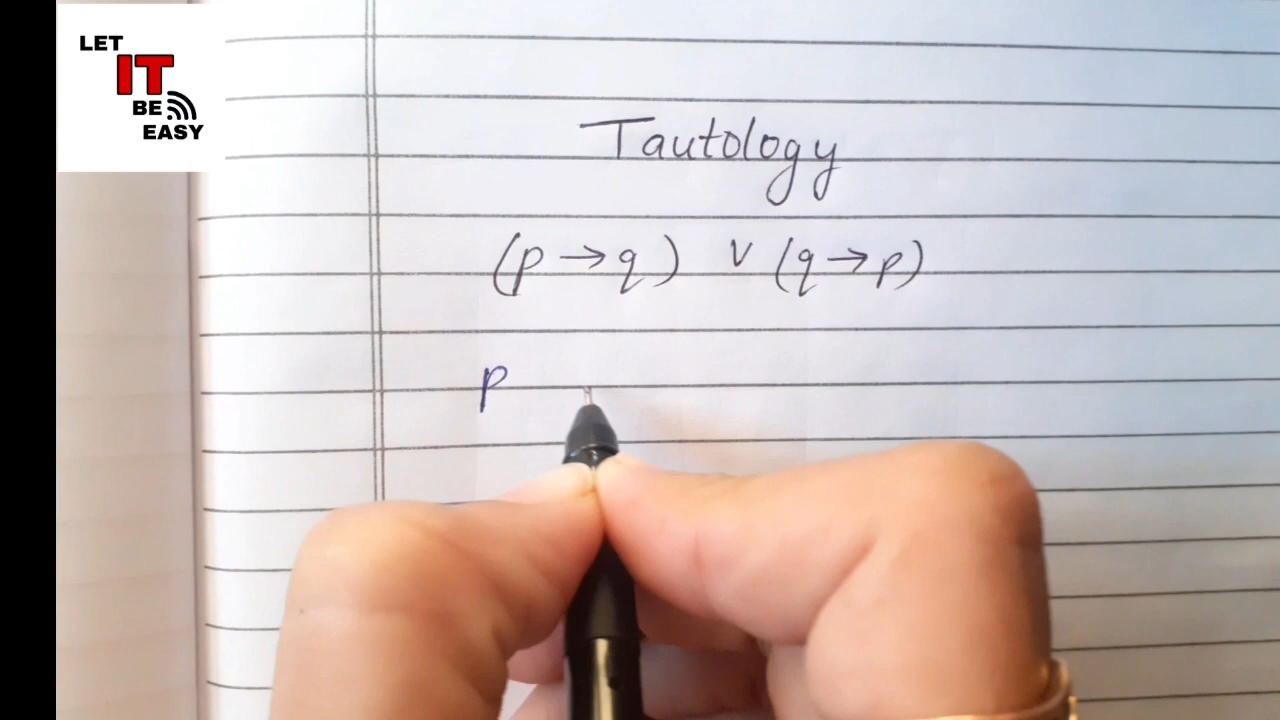 LET
IT
BE
EASY
Tautology
(p → q) ∨ (q → p)
p